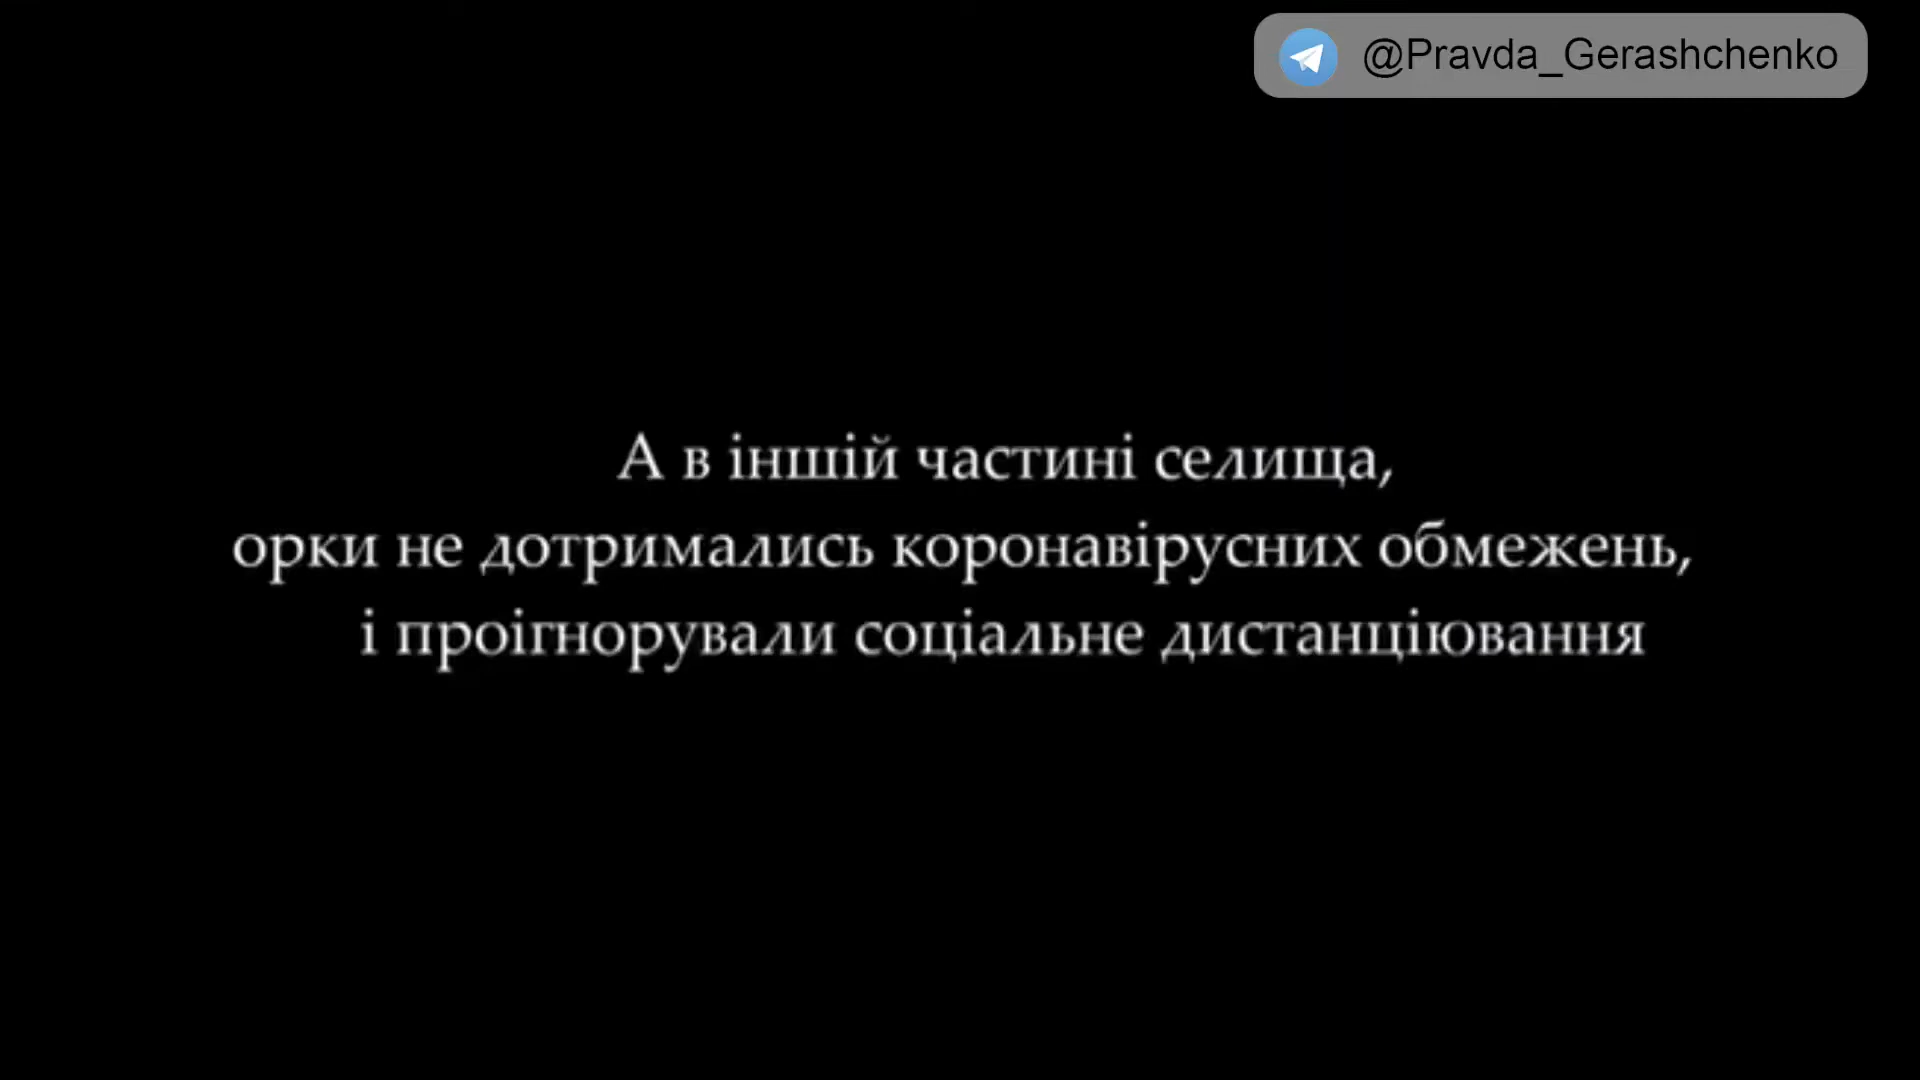 @Pravda_Gerashchenko
А в іншій частині селища,
орки не дотримались коронавірусних обмежень,
і проігнорували соціальне дистанціювання